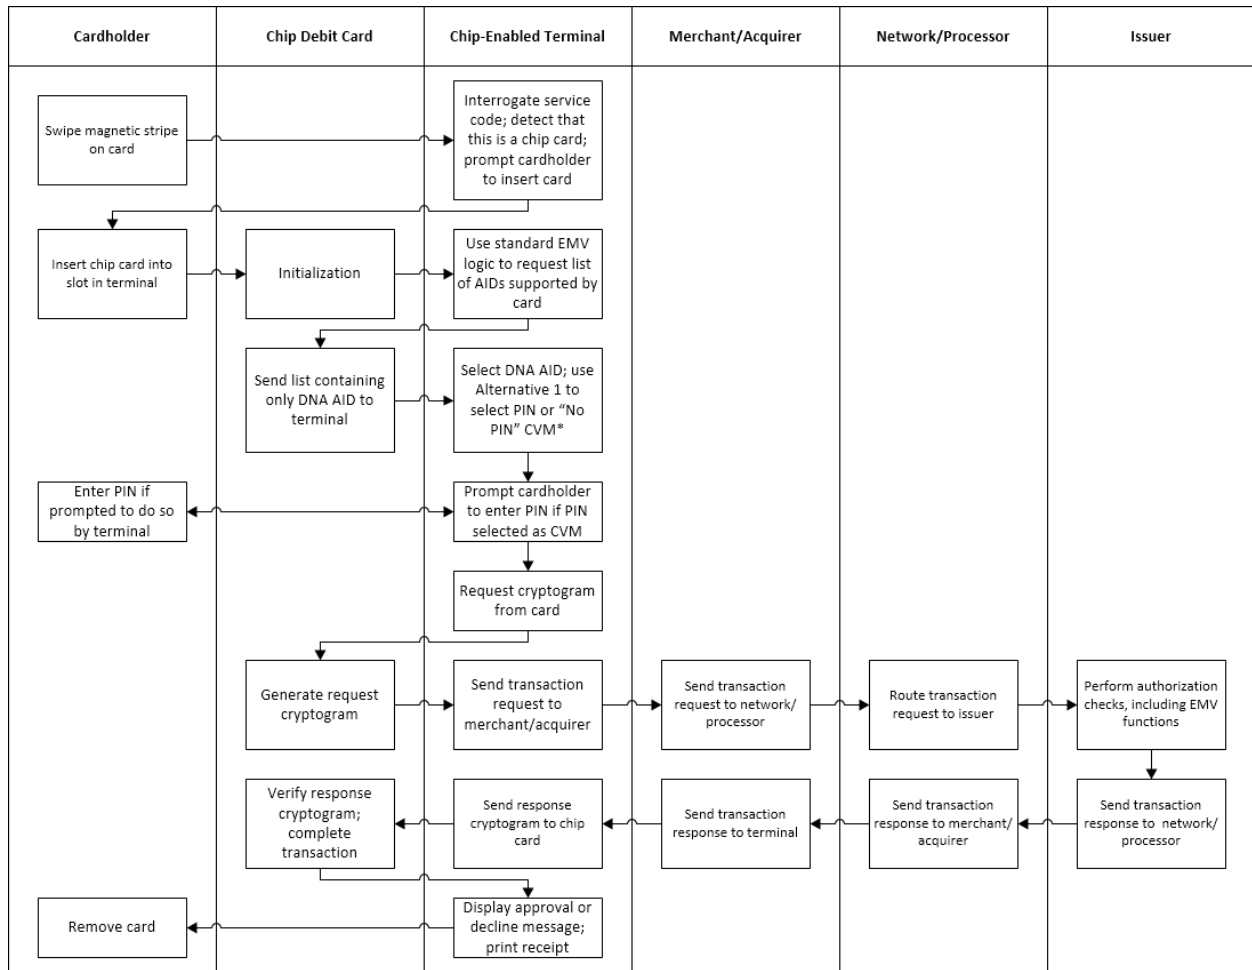 Cardholder
Chip Debit Card
Chip-Enabled Terminal
Merchant/Acquirer
Network/Processor
Issuer
Swipe magnetic stripe
on card
Interrogate service
code; detect that
this is a chip card;
prompt cardholder
to insert card
Insert chip card into
slot in terminal
Initialization
Use standard EMV
logic to request list
of AIDs supported by
card
Send list containing
only DNA AID to
terminal
Select DNA AID; use
Alternative 1 to
select PIN or “No
PIN” CVM*
Enter PIN if
prompted to do so
by terminal
Prompt cardholder
to enter PIN if PIN
selected as CVM
Request cryptogram
from card
Generate request
cryptogram
Send transaction
request to
merchant/acquirer
Send transaction
request to network/
processor
Route transaction
request to issuer
Perform authorization
checks, including EMV
functions
Verify response
cryptogram;
complete
transaction
Send response
cryptogram to chip
card
Send transaction
response to terminal
Send transaction
response to merchant/
acquirer
Send transaction
response to network/
processor
Remove card
Display approval or
decline message;
print receipt